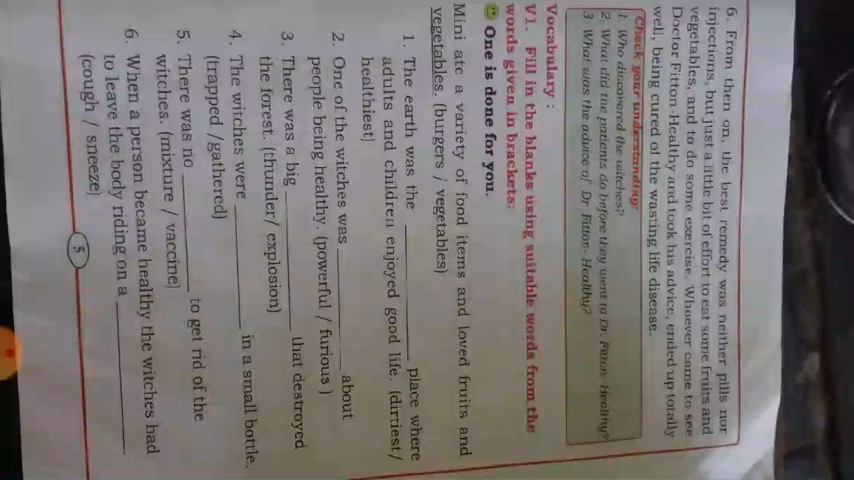 6. From then on, the best remedy was neither pills nor
injections, but just a little bit of effort to eat some fruits and
vegetables, and to do some exercise. Whoever came to see
Doctor Fitton-Healthy and took his advice, ended up totally
well, being cured of the wasting life disease.
Check your understanding:
1. Who discovered the witches?
2. What did the patients do before they went to Dr. Fitton- Healthy?
3. What was the advice of Dr. Fitton- Healthy?
Vocabulary :
V1. Fill in the blanks using suitable words from the
words given in brackets:
One is done for you.
Mini ate a variety of food items and loved fruits and
vegetables. (burgers / vegetables)
1. The earth was the __________ place where
adults and children enjoyed good life. (dirtiest/
healthiest)
2. One of the witches was __________ about
people being healthy. (powerful / furious )
3. There was a big __________ that destroyed
the forest. (thunder/ explosion)
4. The witches were __________ in a small bottle.
(trapped /gathered)
5. There was no __________ to get rid of the
witches. (mixture / vaccine)
6. When a person became healthy the witches had
to leave the body riding on a __________
(cough / sneeze)
5